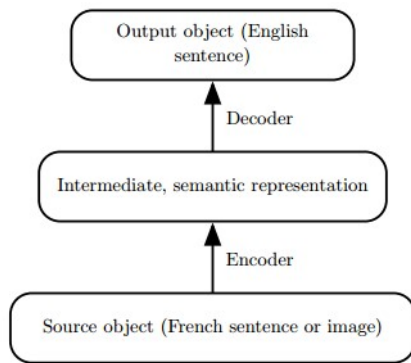 Output object (English
sentence)
Decoder
Intermediate, semantic representation
Encoder
Source object (French sentence or image)